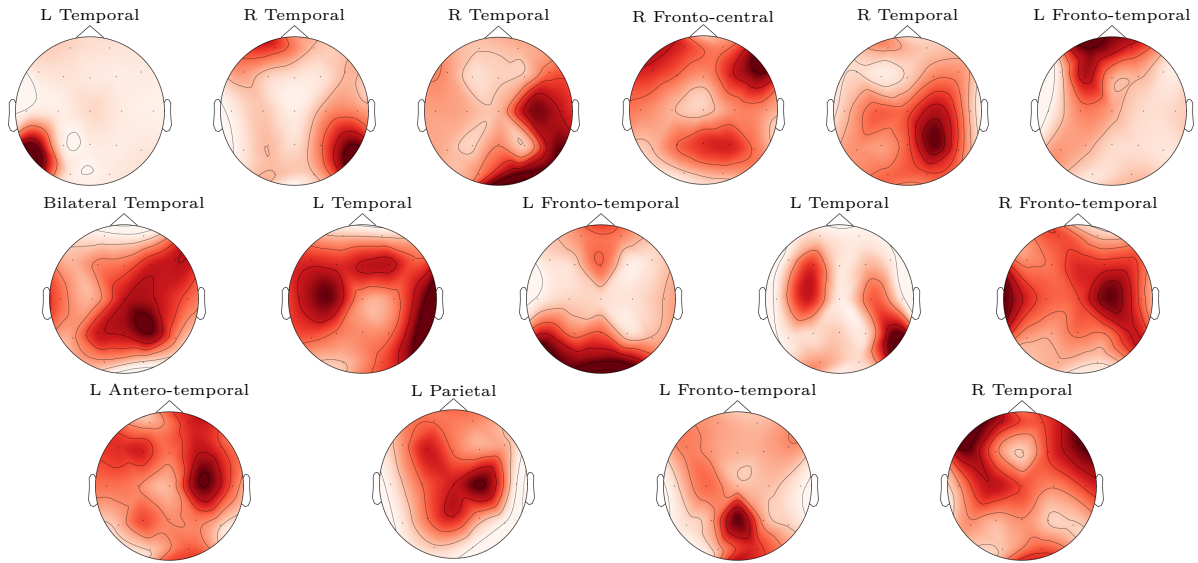 L Temporal
R Temporal
R Temporal
R Fronto-central
R Temporal
L Fronto-temporal
Bilateral Temporal
L Temporal
L Fronto-temporal
L Temporal
R Fronto-temporal
L Antero-temporal
L Parietal
L Fronto-temporal
R Temporal